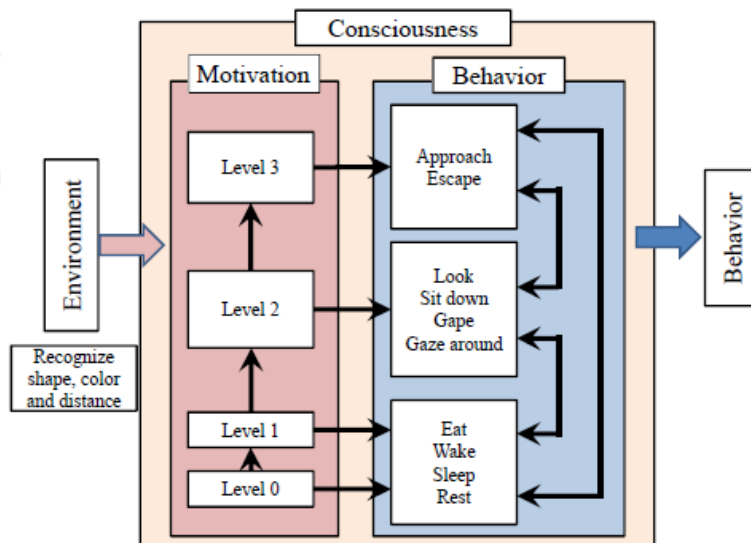 Consciousness
Motivation
Behavior
Level 3
Approach
Escape
Environment
Behavior
Level 2
Look
Sit down
Gape
Gaze around
Recognize
shape, color
and distance
Level 1
Level 0
Eat
Wake
Sleep
Rest